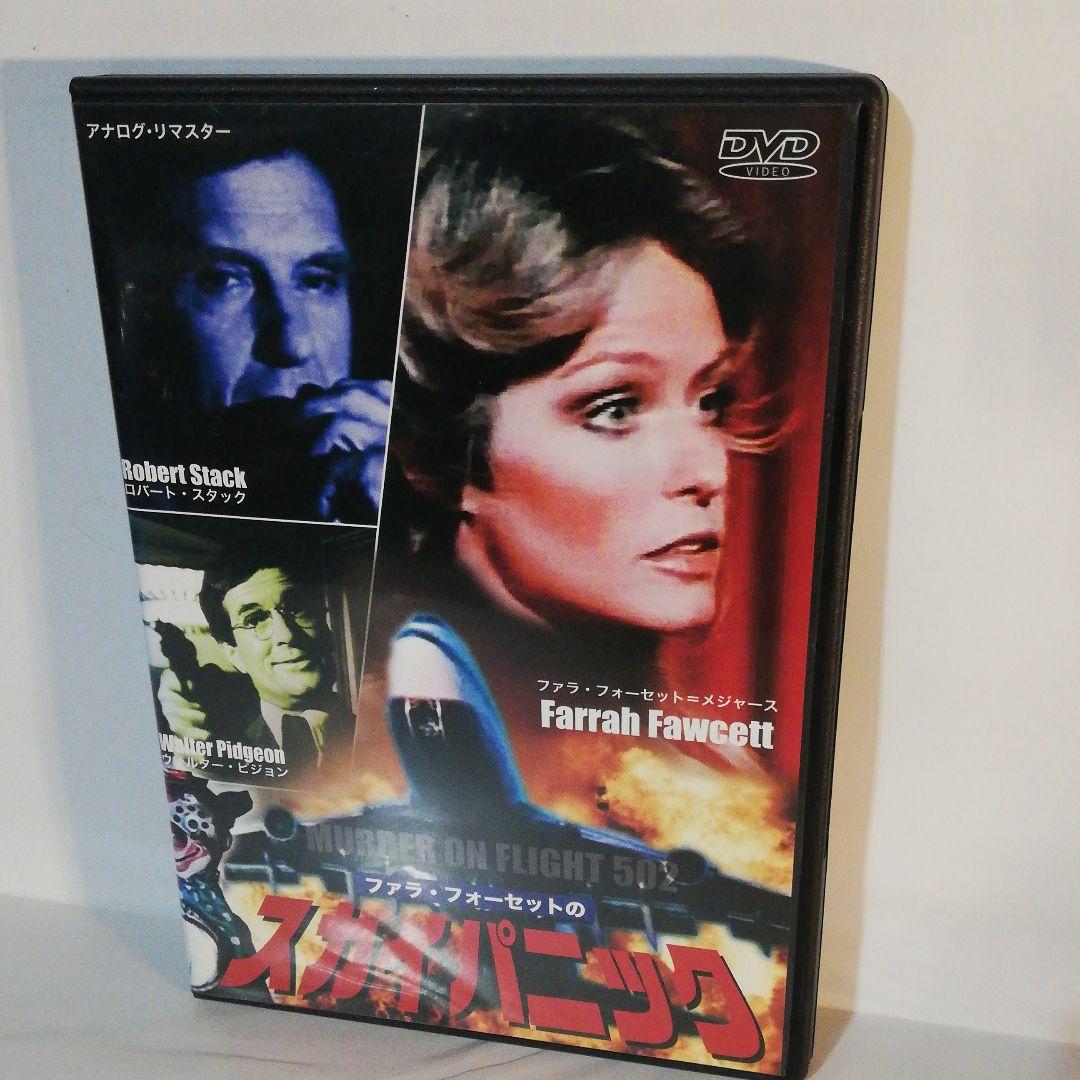 アナログ・リマスター
DVD
VIDEO
Robert Stack
ロバート・スタック
Walter Pidgeon
ウォルター・ピジョン
ファラ・フォーセット=メジャース
Farrah Fawcett
MURDER ON FLIGHT 502
ファラ・フォーセットの
スカイパニック